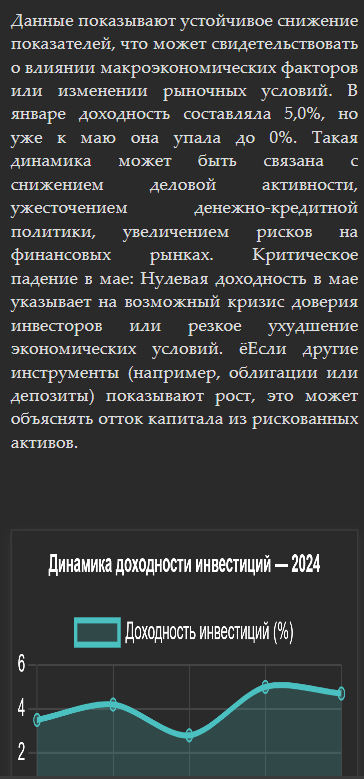 Данные показывают устойчивое снижение
показателей, что может свидетельствовать
о влиянии макроэкономических факторов
или изменении рыночных условий. В
январе доходность составляла 5,0%, но
уже к маю она упала до 0%. Такая
динамика может быть связана с
снижением деловой активности,
ужесточением денежно-кредитной
политики, увеличением рисков на
финансовых рынках. Критическое
падение в мае: Нулевая доходность в мае
указывает на возможный кризис доверия
инвесторов или резкое ухудшение
экономических условий. ёЕсли другие
инструменты (например, облигации или
депозиты) показывают рост, это может
объяснять отток капитала из рискованных
активов.
Динамика доходности инвестиций — 2024
Доходность инвестиций (%)
6
4
2